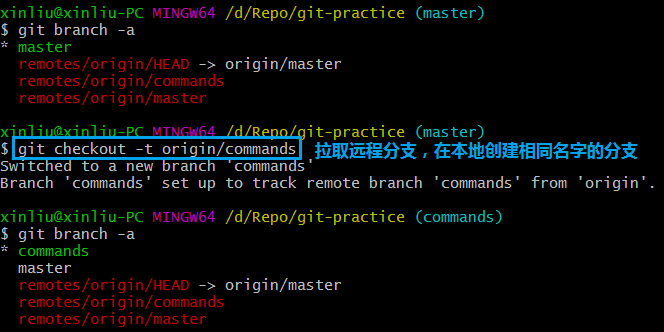 xinliu@xinliu-PC MINGW64 /d/Repo/git-practice (master)
$ git branch -a
* master
  remotes/origin/HEAD -> origin/master
  remotes/origin/commands
  remotes/origin/master
xinliu@xinliu-PC MINGW64 /d/Repo/git-practice (master)
$ git checkout -t origin/commands 拉取远程分支，在本地创建相同名字的分支
Switched to a new branch 'commands'
Branch 'commands' set up to track remote branch 'commands' from 'origin'.
xinliu@xinliu-PC MINGW64 /d/Repo/git-practice (commands)
$ git branch -a
* commands
  master
  remotes/origin/HEAD -> origin/master
  remotes/origin/commands
  remotes/origin/master